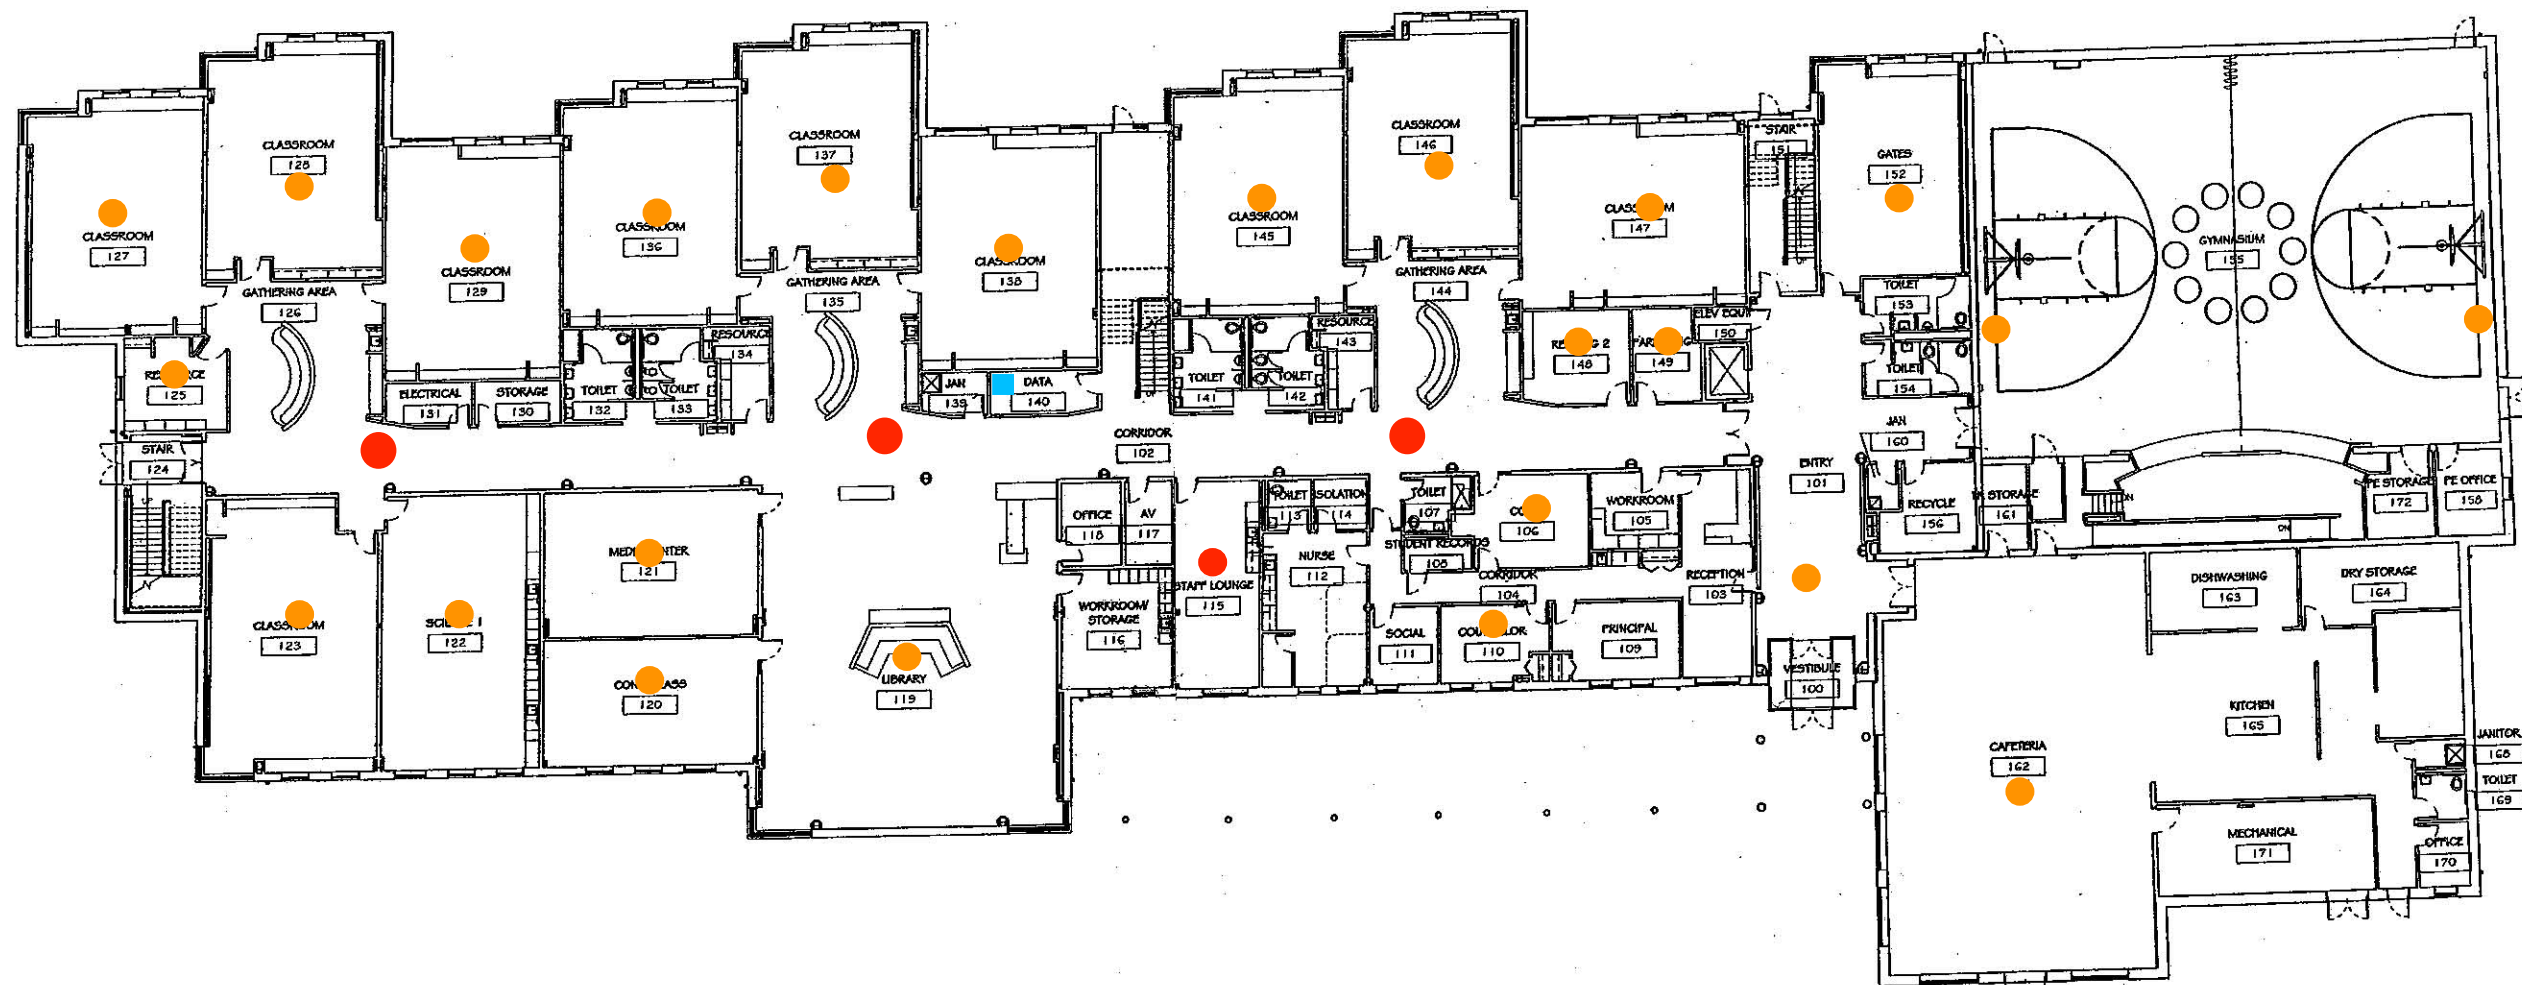 CLASSROOM
127
CLASSROOM
128
GATHERING AREA
126
CLASSROOM
129
125
STAIR
124
ELECTRICAL
131
STORAGE
130
CLASSROOM
136
CLASSROOM
137
GATHERING AREA
135
138
TOILET
132
TOILET
133
RESOURCE
134
JAN
139
DATA
140
CORRIDOR
102
CLASSROOM
145
CLASSROOM
146
GATHERING AREA
144
147
TOILET
141
TOILET
142
RESOURCE
143
148
149
ELEV EQUIP
150
STAIR
151
GATES
152
TOILET
153
TOILET
154
JAN
160
GYMNASIUM
155
ENTRY
101
RECYCLE
156
STORAGE
161
DN
DN
PE STORAGE
172
PE OFFICE
158
123
122
121
120
LIBRARY
119
OFFICE
118
AV
117
WORKROOM/
STORAGE
116
STAFF LOUNGE
115
TOILET
113
ISOLATION
114
NURSE
112
TOILET
107
106
STUDENT RECORDS
108
WORKROOM
105
CORRIDOR
104
RECEPTION
103
SOCIAL
111
110
PRINCIPAL
109
VESTIBULE
100
DISHWASHING
163
DRY STORAGE
164
KITCHEN
165
CAFETERIA
162
MECHANICAL
171
JANITOR
168
TOILET
169
OFFICE
170